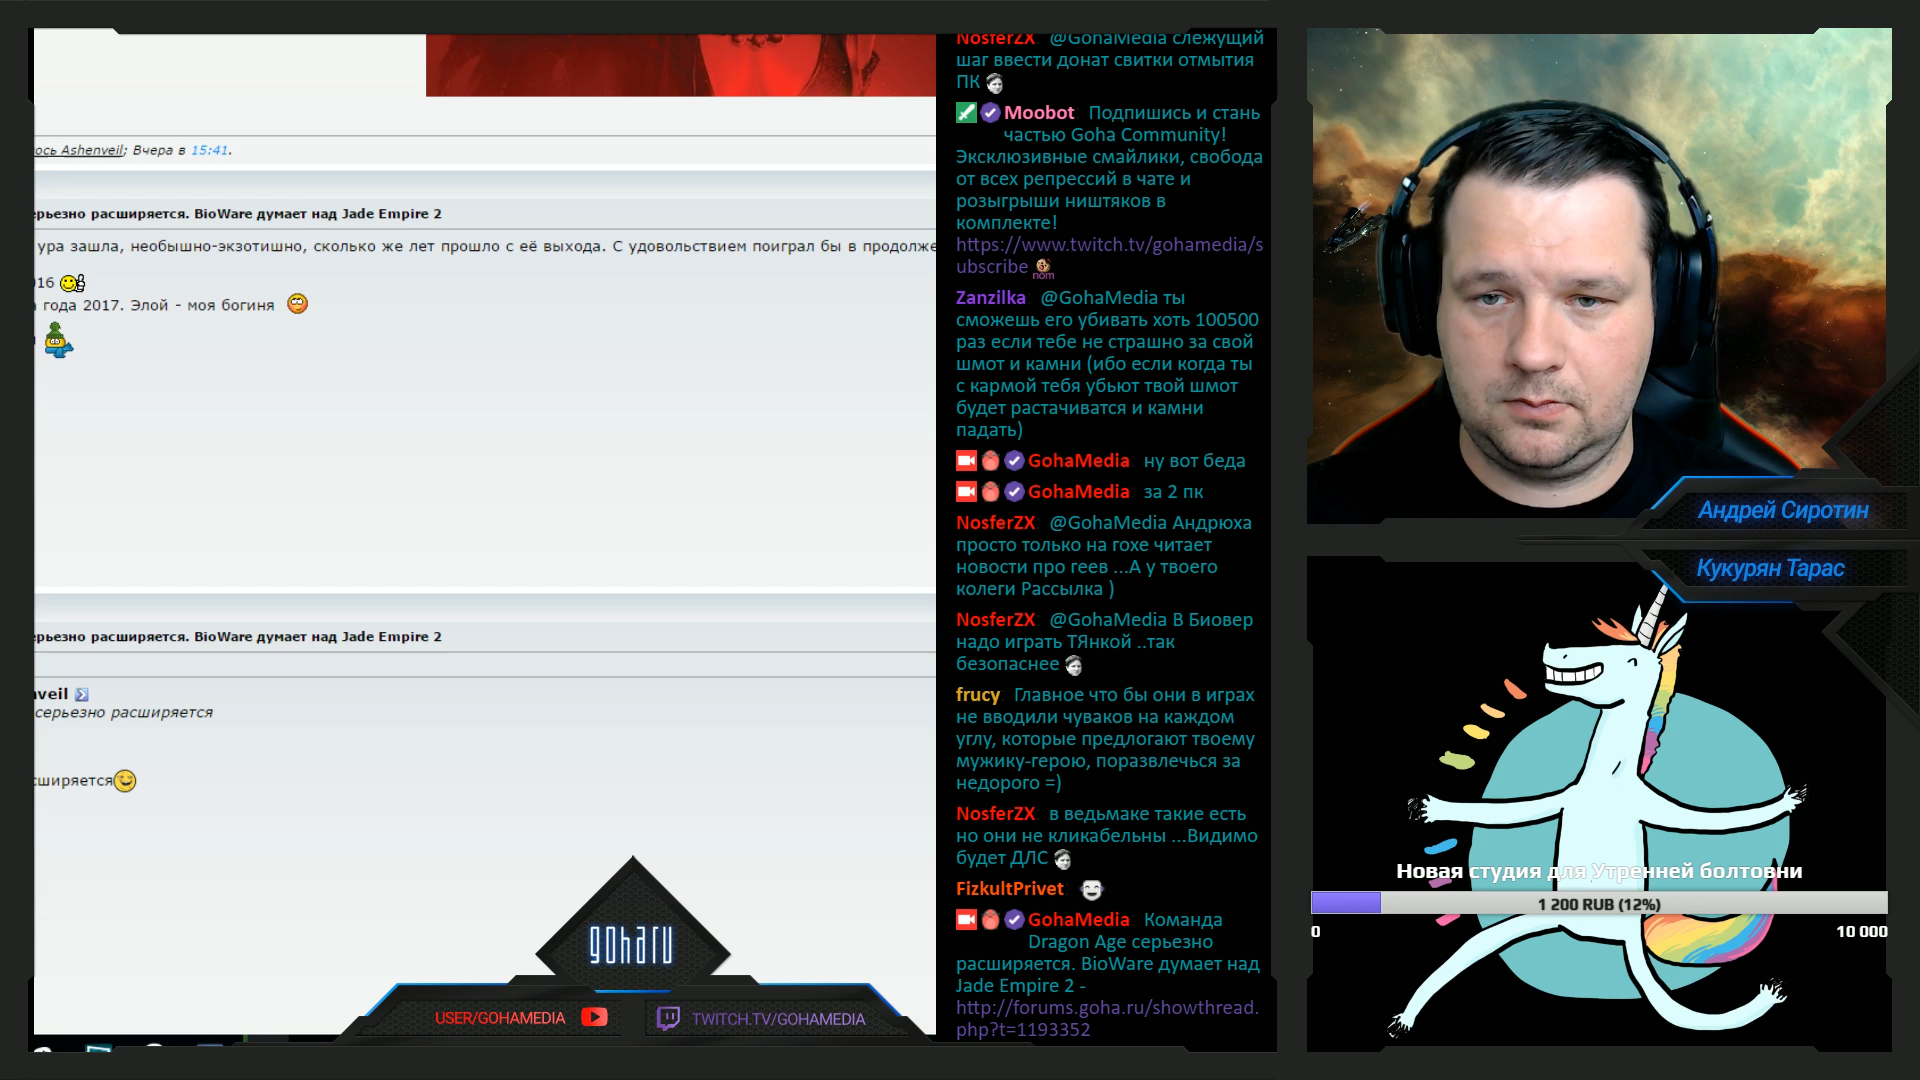 ось Ashenveil; Вчера в 15:41.
ерьезно расширяется. BioWare думает над Jade Empire 2
ура зашла, необычно-экзотишно, сколько же лет прошло с её выхода. С удовольствием поиграл бы в продолже
16
года 2017. Элой - моя богиня
ерьезно расширяется. BioWare думает над Jade Empire 2
veil
серьезно расширяется
сширяется
goharu
USER/GOHAMEDIA
TWITCH.TV/GOHAMEDIA
NosferZX @GohaMedia слежущий
шаг ввести донат свитки отмытия
ПК
Moobot Подпишись и стань
частью Goha Community!
Эксклюзивные смайлики, свобода
от всех репрессий в чате и
розыгрыши ништяков в
комплекте!
https://www.twitch.tv/gohamedia/s
ubscribe
nom
Zanzilka @GohaMedia ты
сможешь его убивать хоть 100500
раз если тебе не страшно за свой
шмот и камни (ибо если когда ты
с кармой тебя убьют твой шмот
будет растачиватся и камни
падать)
GohaMedia ну вот беда
GohaMedia за 2 пк
NosferZX @GohaMedia Андрюха
просто только на гохе читает
новости про геев ...А у твоего
колеги Рассылка )
NosferZX @GohaMedia В Биовер
надо играть ТЯнкой ..так
безопаснее
frucy Главное что бы они в играх
не вводили чуваков на каждом
углу, которые предлогают твоему
мужику-герою, поразвлечься за
недорого =)
NosferZX в ведьмаке такие есть
но они не кликабельны ...Видимо
будет ДЛС
FizkultPrivet
GohaMedia Команда
Dragon Age серьезно
расширяется. BioWare думает над
Jade Empire 2 -
http://forums.goha.ru/showthread.
php?t=1193352
Андрей Сиротин
Кукурян Тарас
Новая студия для Утренней болтовни
1 200 RUB (12%)
0
10 000